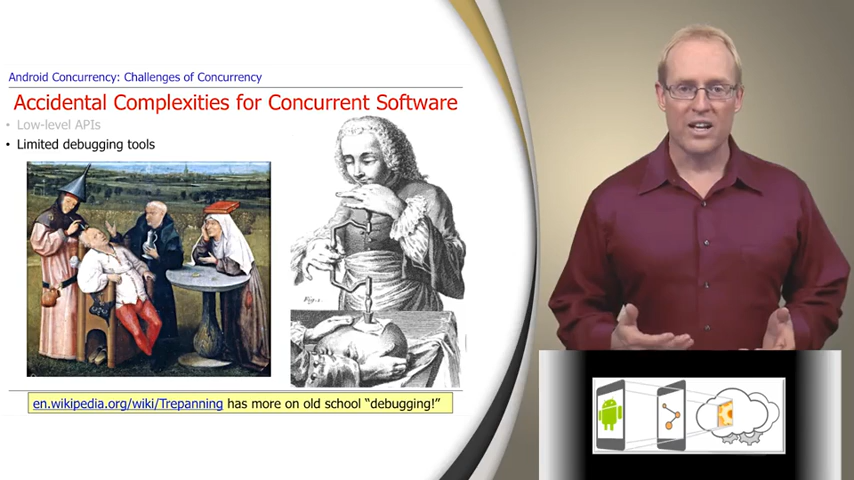 Android Concurrency: Challenges of Concurrency
Accidental Complexities for Concurrent Software
• Low-level APIs
• Limited debugging tools
en.wikipedia.org/wiki/Trepanning has more on old school “debugging!”